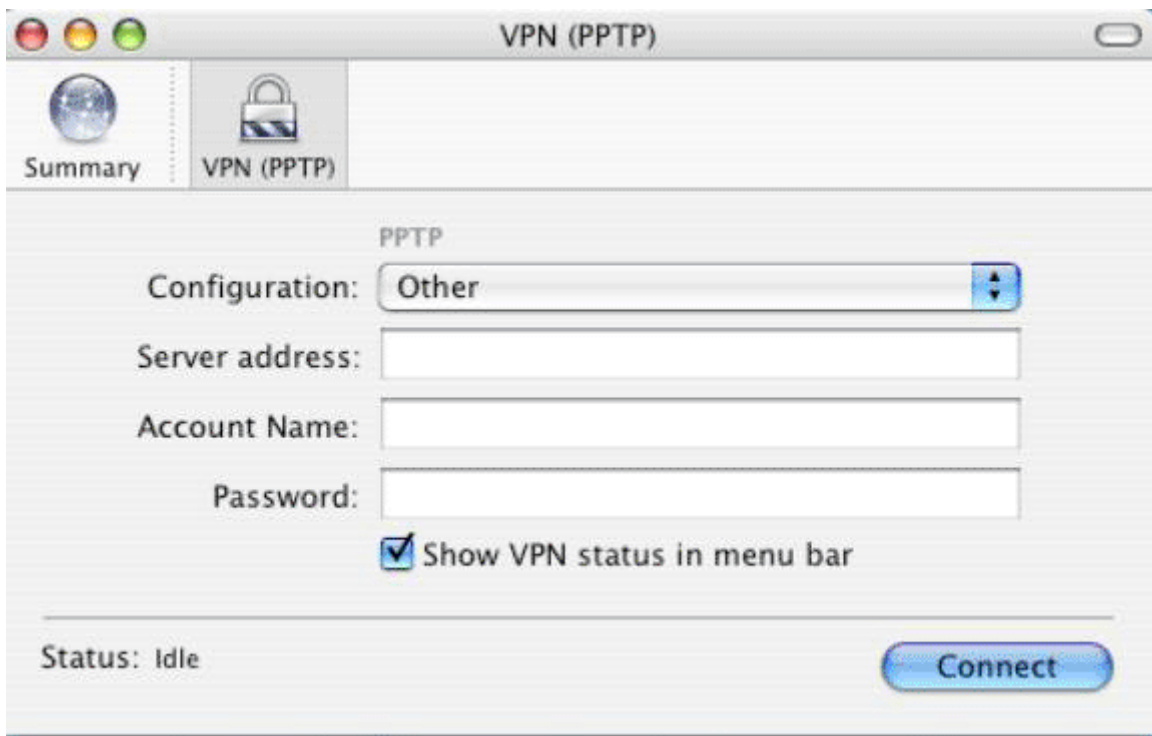 VPN (PPTP)
Summary
VPN (PPTP)
PPTP
Configuration: Other
Server address:
Account Name:
Password:
Show VPN status in menu bar
Status: Idle
Connect